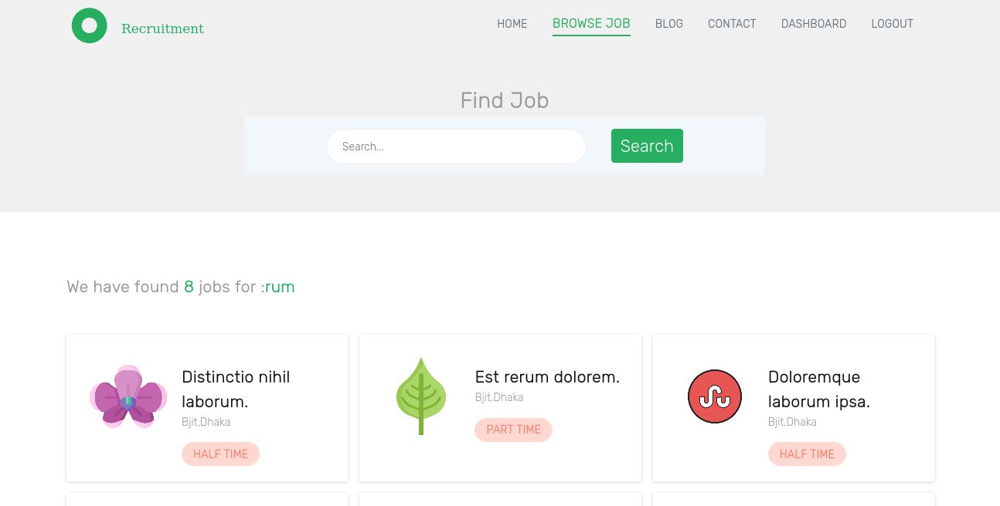 Recruitment
HOME BROWSE JOB BLOG CONTACT DASHBOARD LOGOUT
Find Job
Search... Search
We have found 8 jobs for :rum
Distinctio nihil
laborum.
Bjit,Dhaka
HALF TIME
Est rerum dolorem.
Bjit,Dhaka
PART TIME
Doloremque
laborum ipsa.
Bjit,Dhaka
HALF TIME